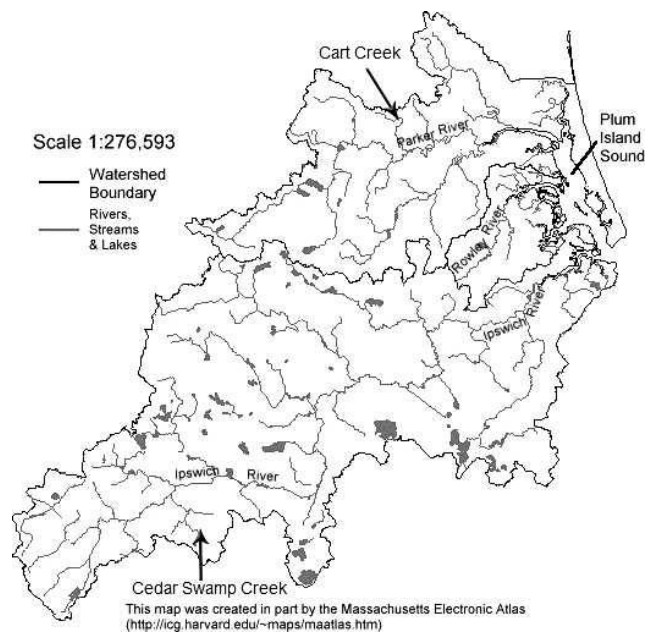 Cart Creek
Parker River
Plum
Island
Sound
Scale 1:276,593
Watershed
Boundary
Rivers,
Streams
& Lakes
Rowley River
Ipswich River
Ipswich River
Cedar Swamp Creek
This map was created in part by the Massachusetts Electronic Atlas
(http://icg.harvard.edu/~maps/maatlas.htm)